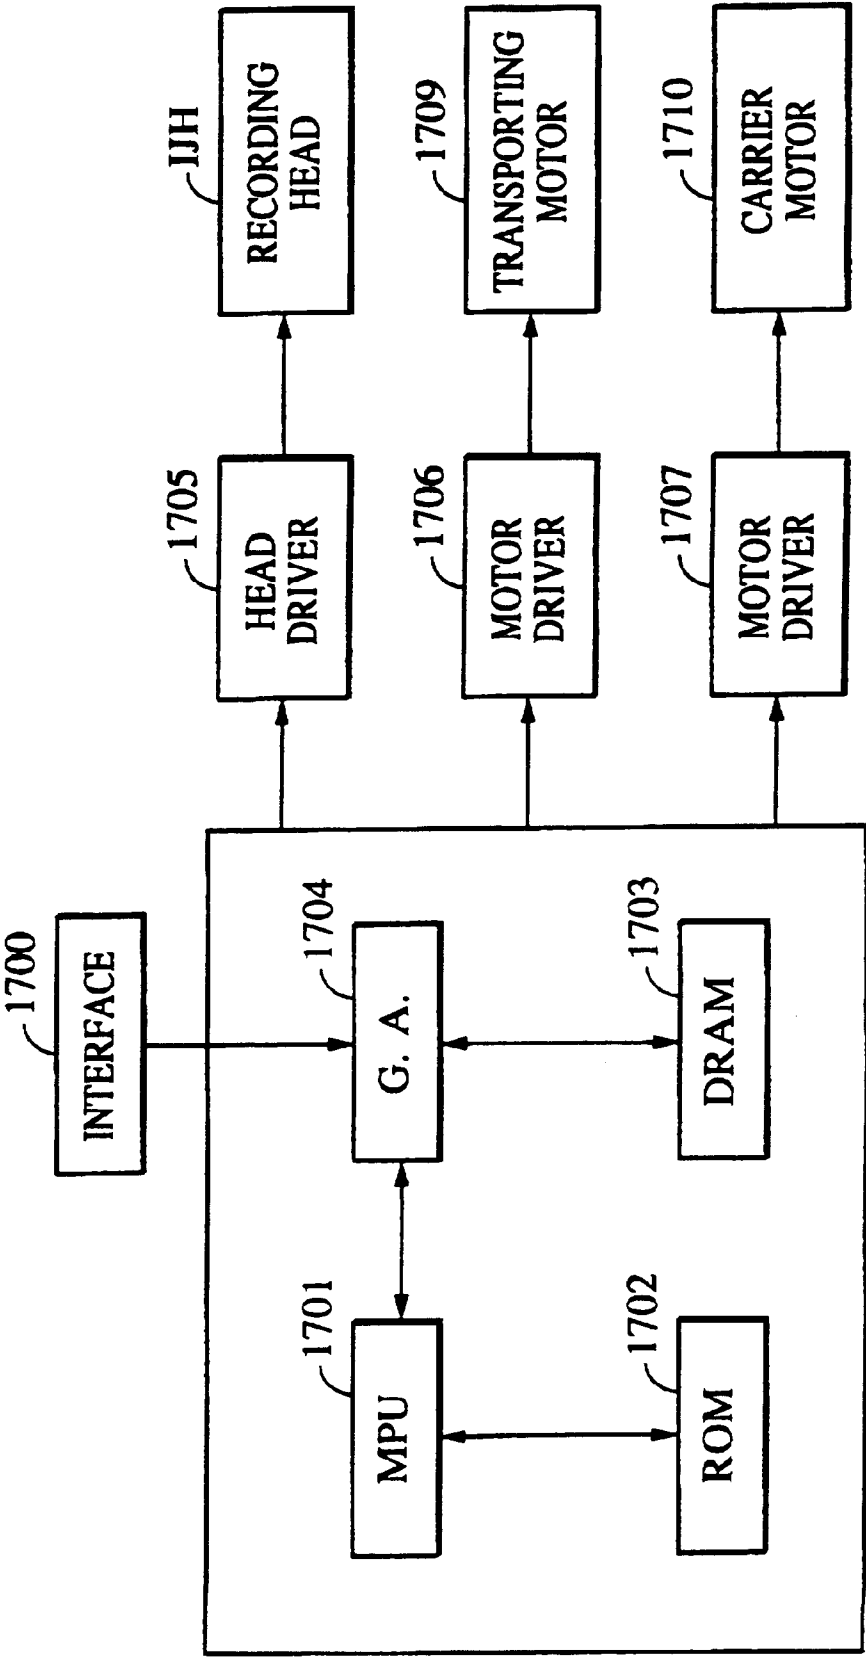 1700
INTERFACE
1701
MPU
1704
G. A.
1702
ROM
1703
DRAM
1705
HEAD
DRIVER
IJH
RECORDING
HEAD
1706
MOTOR
DRIVER
1709
TRANSPORTING
MOTOR
1707
MOTOR
DRIVER
1710
CARRIER
MOTOR